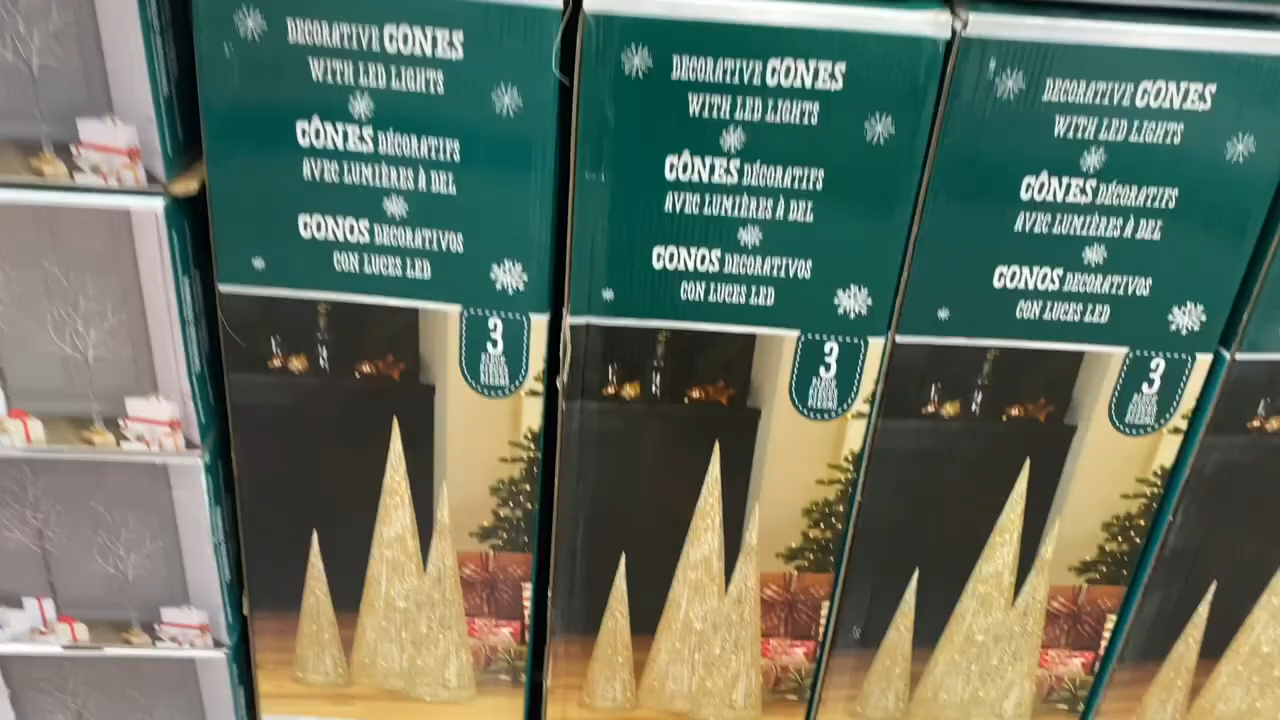 DECORATIVE CONES
WITH LED LIGHTS
CÔNES DÉCORATIFS
AVEC LUMIÈRES À DEL
CONOS DECORATIVOS
CON LUCES LED
3
DECORATIVE CONES
WITH LED LIGHTS
CÔNES DÉCORATIFS
AVEC LUMIÈRES À DEL
CONOS DECORATIVOS
CON LUCES LED
3
DECORATIVE CONES
WITH LED LIGHTS
CÔNES DÉCORATIFS
AVEC LUMIÈRES À DEL
CONOS DECORATIVOS
CON LUCES LED
3